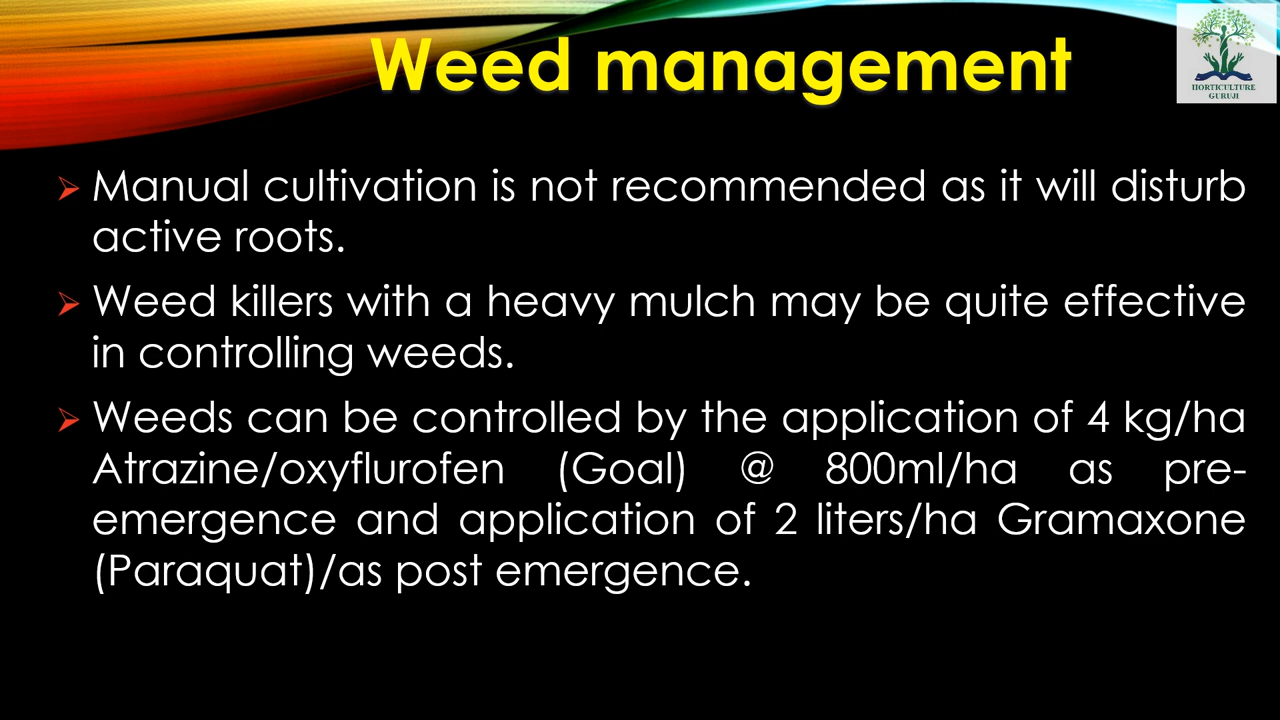 Weed management
HORTICULTURE
GURUJI
➢ Manual cultivation is not recommended as it will disturb
active roots.
➢ Weed killers with a heavy mulch may be quite effective
in controlling weeds.
➢ Weeds can be controlled by the application of 4 kg/ha
Atrazine/oxyflurofen (Goal) @ 800ml/ha as pre-
emergence and application of 2 liters/ha Gramaxone
(Paraquat)/as post emergence.